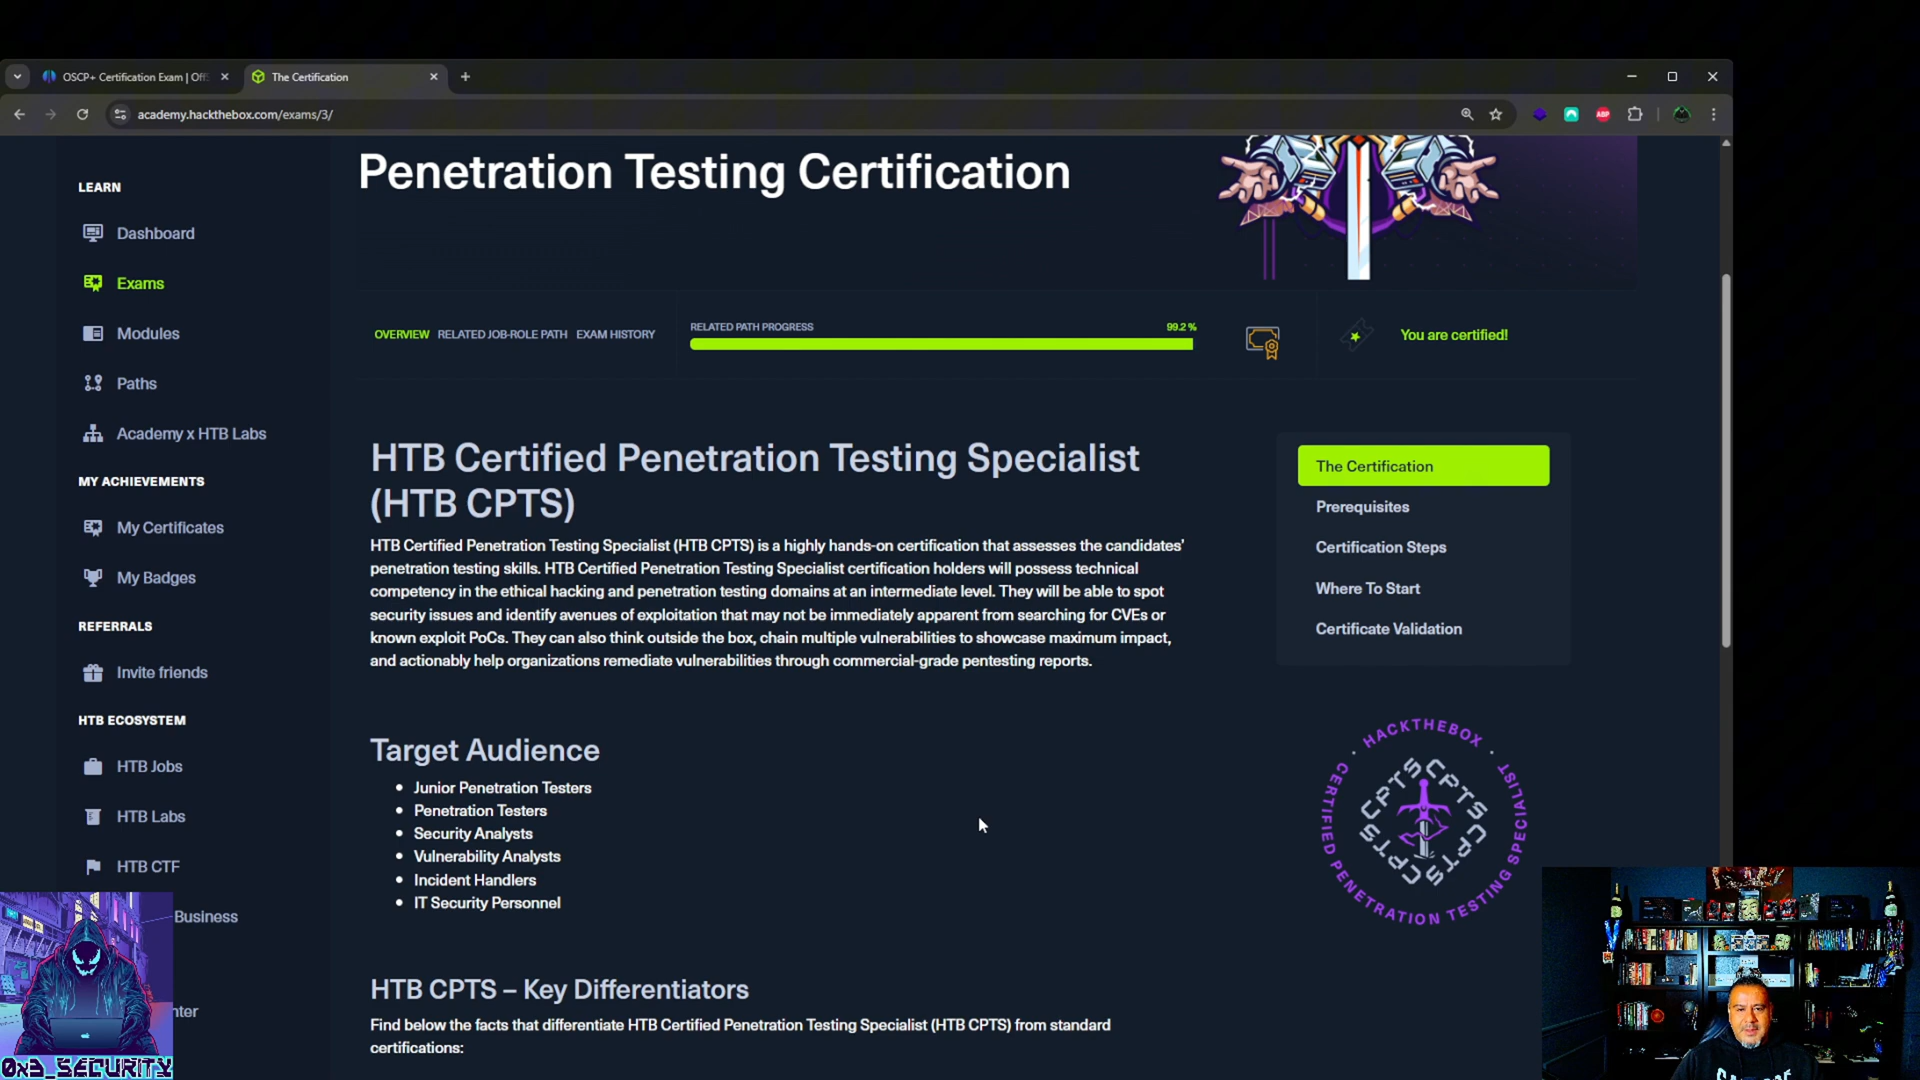 OSCP+ Certification Exam | Off
The Certification
academy.hackthebox.com/exams/3/
ABP
Penetration Testing Certification
LEARN
Dashboard
Exams
Modules
Paths
Academy x HTB Labs
MY ACHIEVEMENTS
My Certificates
My Badges
REFERRALS
Invite friends
HTB ECOSYSTEM
HTB Jobs
HTB Labs
HTB CTF
Business
nter
OVERVIEW RELATED JOB-ROLE PATH EXAM HISTORY
RELATED PATH PROGRESS 99.2 %
You are certified!
HTB Certified Penetration Testing Specialist
(HTB CPTS)
HTB Certified Penetration Testing Specialist (HTB CPTS) is a highly hands-on certification that assesses the candidates'
penetration testing skills. HTB Certified Penetration Testing Specialist certification holders will possess technical
competency in the ethical hacking and penetration testing domains at an intermediate level. They will be able to spot
security issues and identify avenues of exploitation that may not be immediately apparent from searching for CVEs or
known exploit PoCs. They can also think outside the box, chain multiple vulnerabilities to showcase maximum impact,
and actionably help organizations remediate vulnerabilities through commercial-grade pentesting reports.
Target Audience
• Junior Penetration Testers
• Penetration Testers
• Security Analysts
• Vulnerability Analysts
• Incident Handlers
• IT Security Personnel
HTB CPTS – Key Differentiators
Find below the facts that differentiate HTB Certified Penetration Testing Specialist (HTB CPTS) from standard
certifications:
The Certification
Prerequisites
Certification Steps
Where To Start
Certificate Validation
• HACKTHEBOX •
CERTIFIED PENETRATION TESTING SPECIALIST
CPTSCPTS
CPTSCPTS
0x3_SECURITY